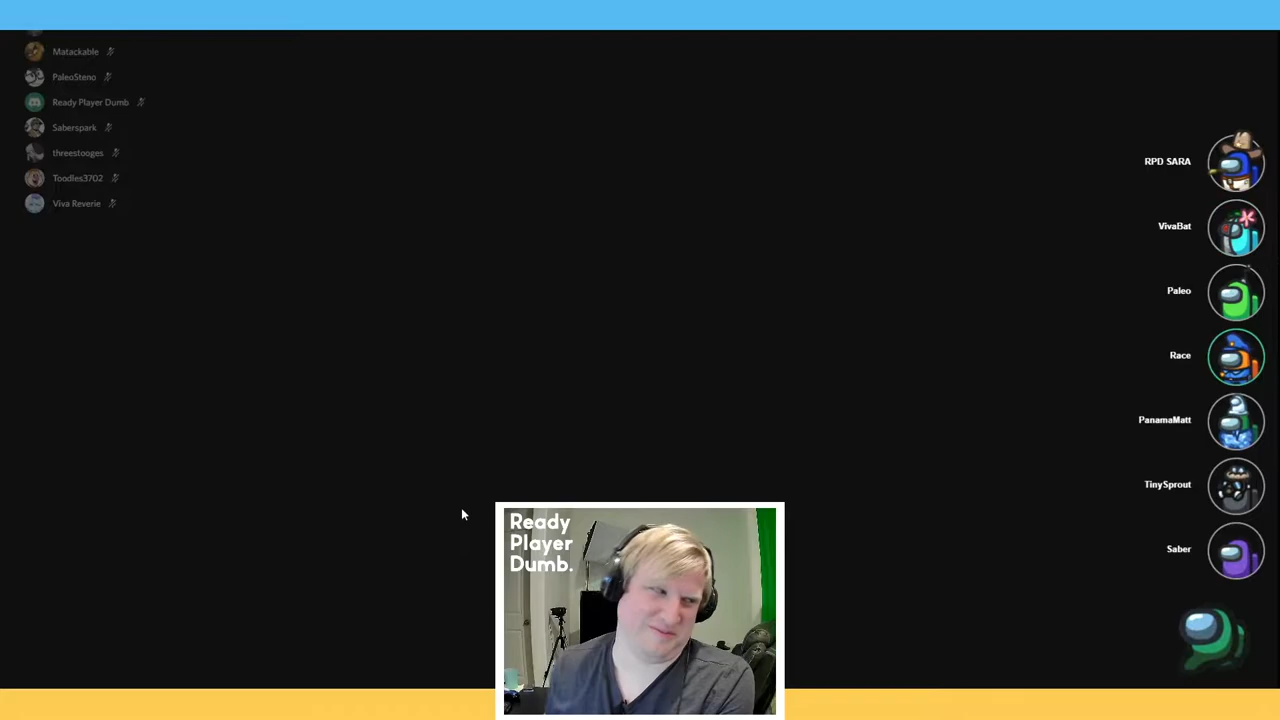 Matackable
PaleoSteno
Ready Player Dumb
Saberspark
threestooges
Toodles3702
Viva Reverie
RPD SARA
VivaBat
Paleo
Race
PanamaMatt
TinySprout
Saber
Ready
Player
Dumb.